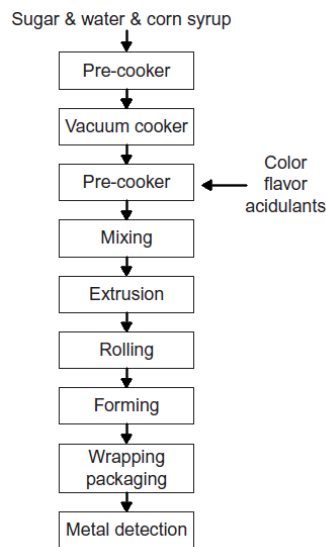 Sugar & water & corn syrup
Pre-cooker
Vacuum cooker
Pre-cooker
Color
flavor
acidulants
Mixing
Extrusion
Rolling
Forming
Wrapping
packaging
Metal detection